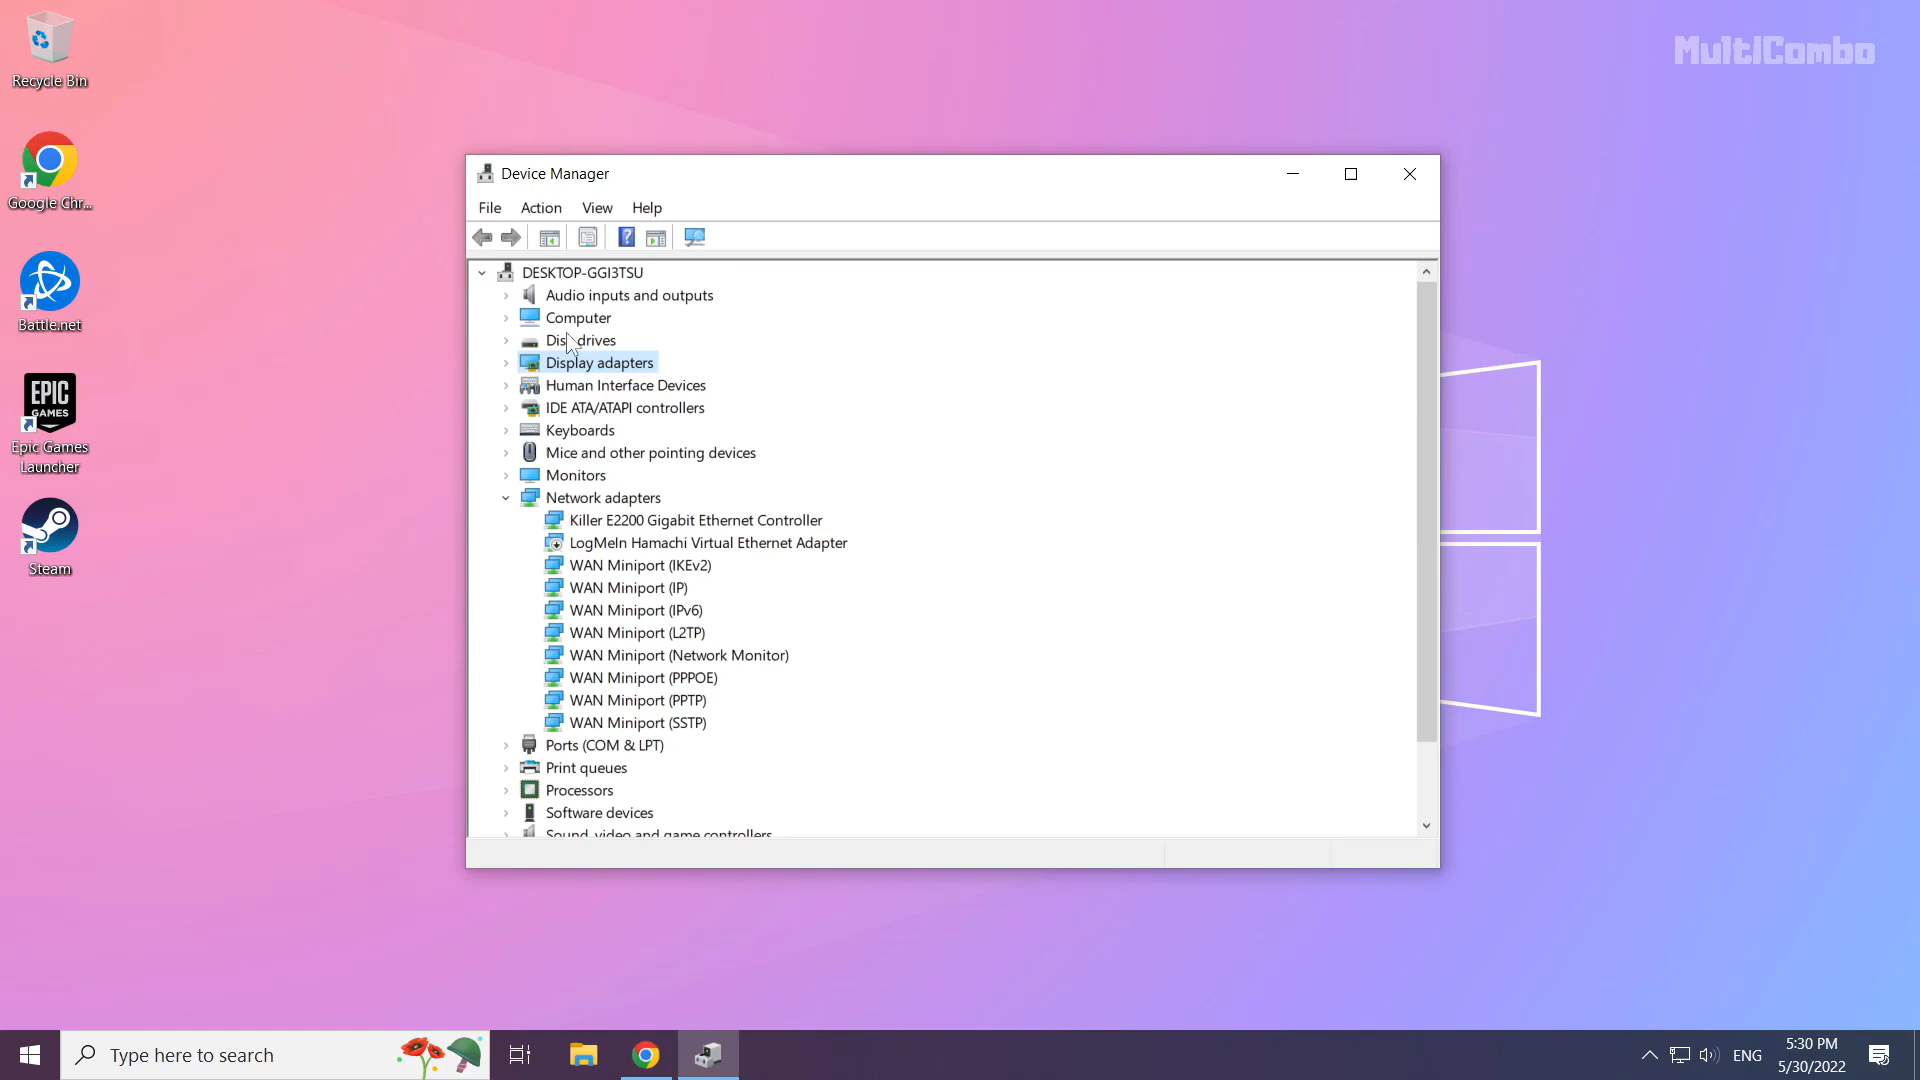 Recycle Bin
Google Chr...
Battle.net
EPIC
GAMES
Epic Games
Launcher
Steam
MultiCombo
Device Manager
File Action View Help
DESKTOP-GGI3TSU
Audio inputs and outputs
Computer
Disk drives
Display adapters
Human Interface Devices
IDE ATA/ATAPI controllers
Keyboards
Mice and other pointing devices
Monitors
Network adapters
Killer E2200 Gigabit Ethernet Controller
LogMeIn Hamachi Virtual Ethernet Adapter
WAN Miniport (IKEv2)
WAN Miniport (IP)
WAN Miniport (IPv6)
WAN Miniport (L2TP)
WAN Miniport (Network Monitor)
WAN Miniport (PPPOE)
WAN Miniport (PPTP)
WAN Miniport (SSTP)
Ports (COM & LPT)
Print queues
Processors
Software devices
Sound, video and game controllers
Type here to search
ENG
5:30 PM
5/30/2022